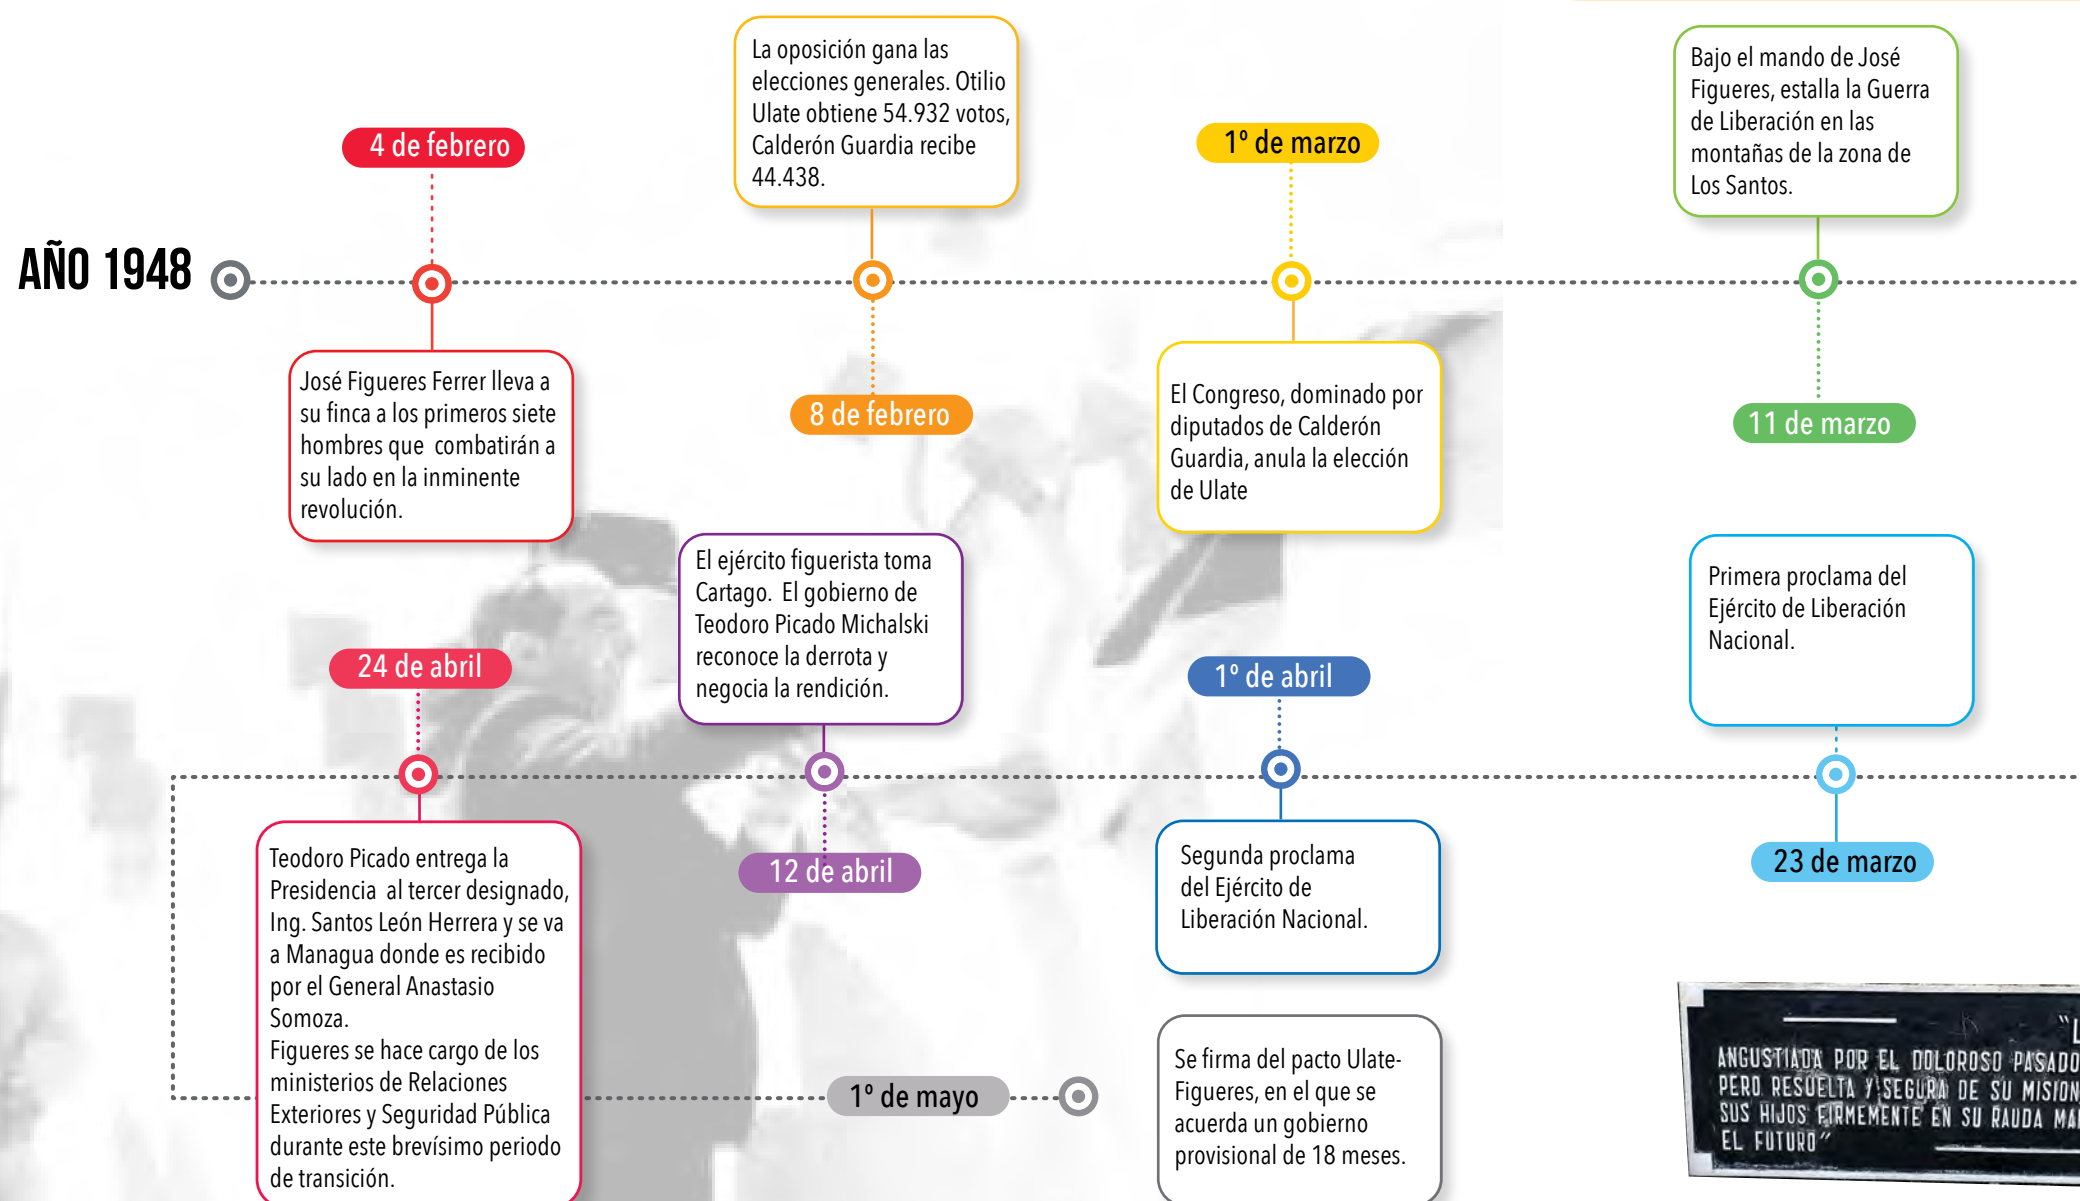 AÑO 1948
4 de febrero
José Figueres Ferrer lleva a
su finca a los primeros siete
hombres que combatirán a
su lado en la inminente
revolución.
La oposición gana las
elecciones generales. Otilio
Ulate obtiene 54.932 votos,
Calderón Guardia recibe
44.438.
8 de febrero
1º de marzo
El Congreso, dominado por
diputados de Calderón
Guardia, anula la elección
de Ulate
Bajo el mando de José
Figueres, estalla la Guerra
de Liberación en las
montañas de la zona de
Los Santos.
11 de marzo
Primera proclama del
Ejército de Liberación
Nacional.
23 de marzo
1º de abril
Segunda proclama
del Ejército de
Liberación Nacional.
El ejército figuerista toma
Cartago. El gobierno de
Teodoro Picado Michalski
reconoce la derrota y
negocia la rendición.
12 de abril
24 de abril
Teodoro Picado entrega la
Presidencia al tercer designado,
Ing. Santos León Herrera y se va
a Managua donde es recibido
por el General Anastasio
Somoza.
Figueres se hace cargo de los
ministerios de Relaciones
Exteriores y Seguridad Pública
durante este brevísimo periodo
de transición.
1º de mayo
Se firma del pacto Ulate-
Figueres, en el que se
acuerda un gobierno
provisional de 18 meses.
"L
ANGUSTIADA POR EL DOLOROSO PASADO
PERO RESUELTA Y SEGURA DE SU MISION
SUS HIJOS FIRMEMENTE EN SU RAUDA MA
EL FUTURO"